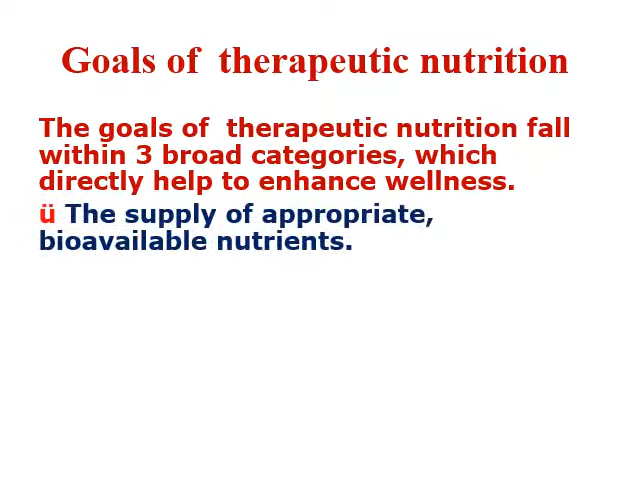 Goals of  therapeutic nutrition
The goals of  therapeutic nutrition fall
within 3 broad categories, which
directly help to enhance wellness.
ü The supply of appropriate,
bioavailable nutrients.